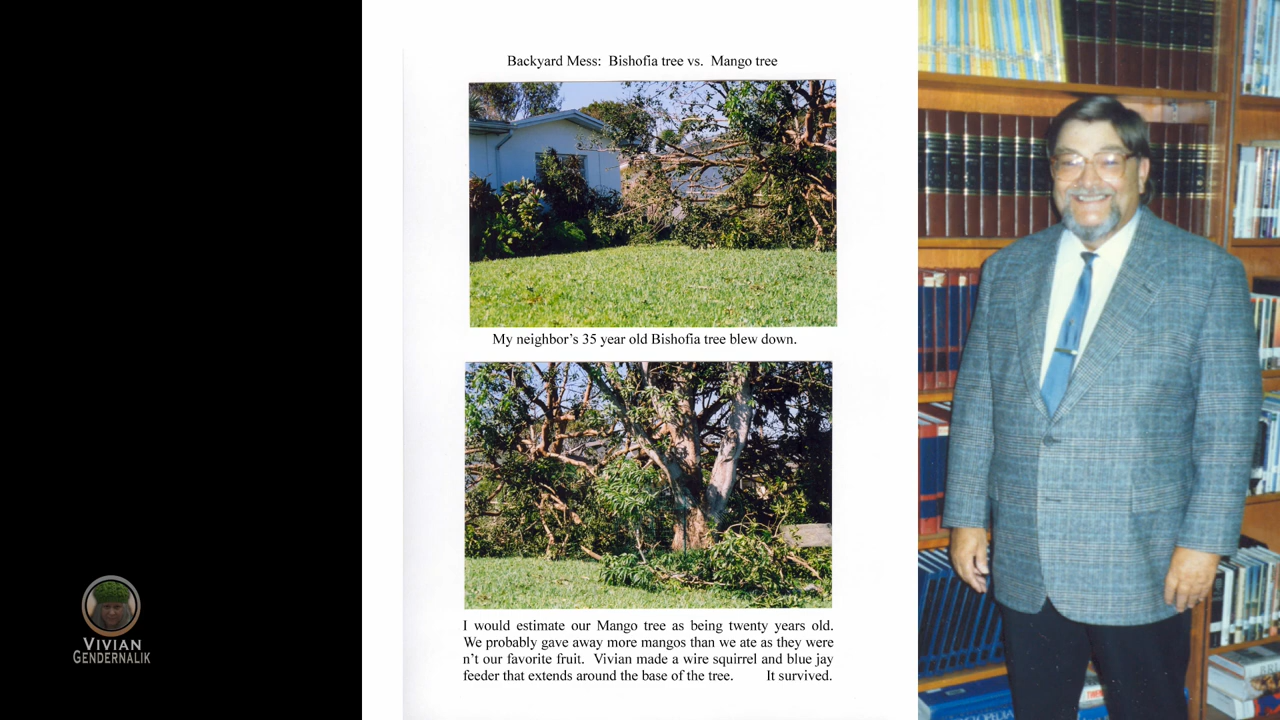 Backyard Mess: Bishofia tree vs. Mango tree
My neighbor's 35 year old Bishofia tree blew down.
I would estimate our Mango tree as being twenty years old.
We probably gave away more mangos than we ate as they were
n't our favorite fruit. Vivian made a wire squirrel and blue jay
feeder that extends around the base of the tree. It survived.
VIVIAN
GENDERNALIK